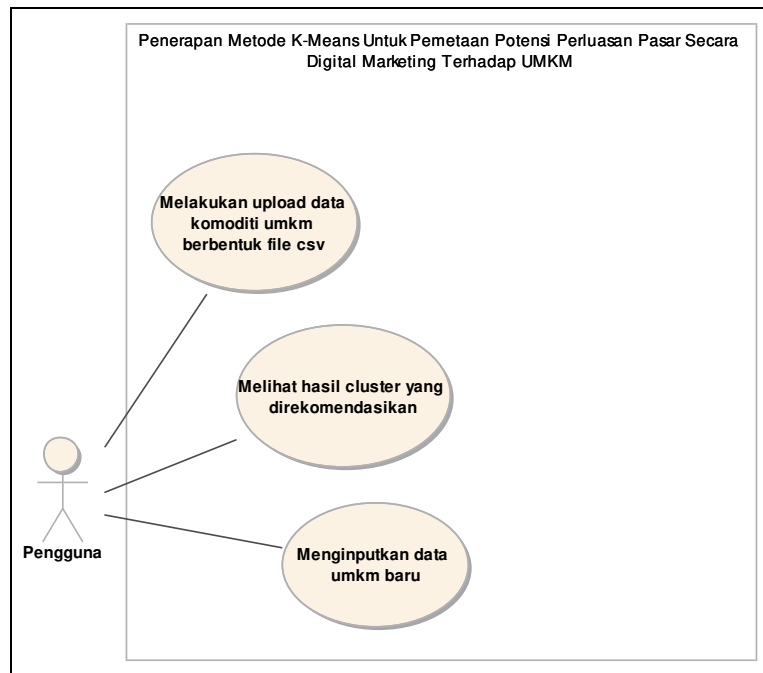 Penerapan Metode K-Means Untuk Pemetaan Potensi Perluasan Pasar Secara
Digital Marketing Terhadap UMKM
Melakukan upload data
komoditi umkm
berbentuk file csv
Melihat hasil cluster yang
direkomendasikan
Menginputkan data
umkm baru
Pengguna